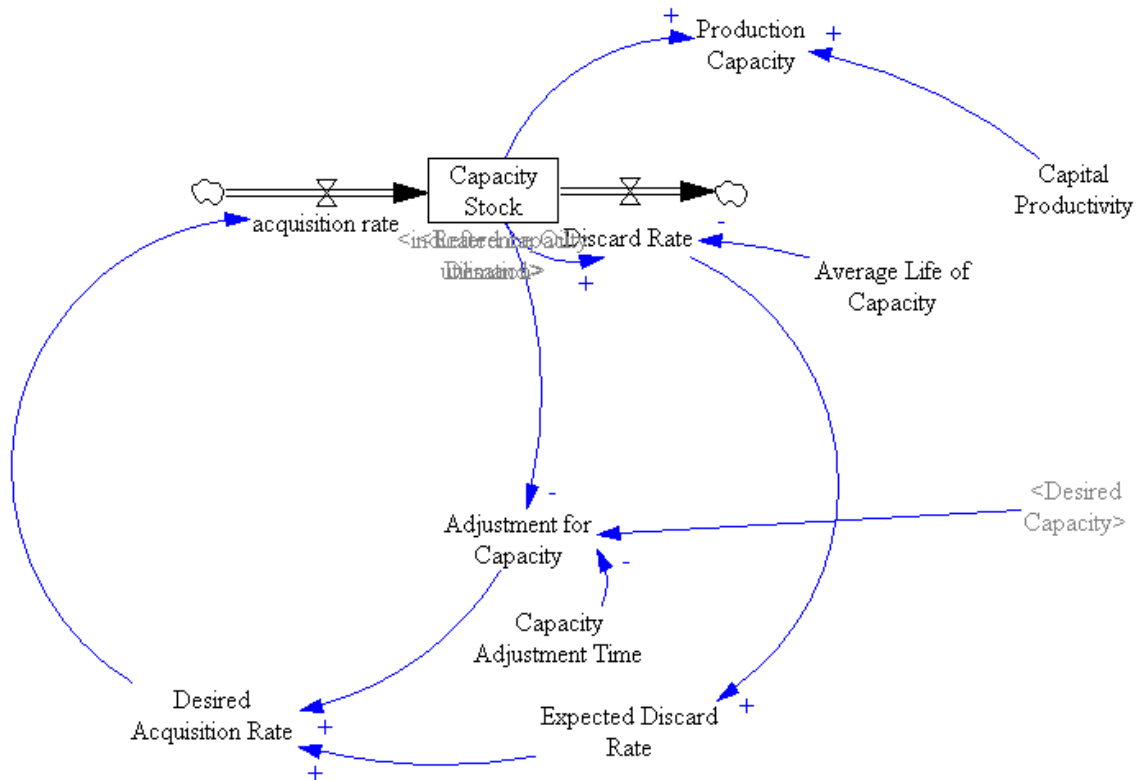 +
Production
+
Capacity
Capacity
Stock
Capital
Productivity
acquisition rate
Discard Rate
-
+
Average Life of
Capacity
<Desired
Capacity>
-
Adjustment for
Capacity
-
Capacity
Adjustment Time
Desired
Acquisition Rate
+
Expected Discard
Rate
+
+